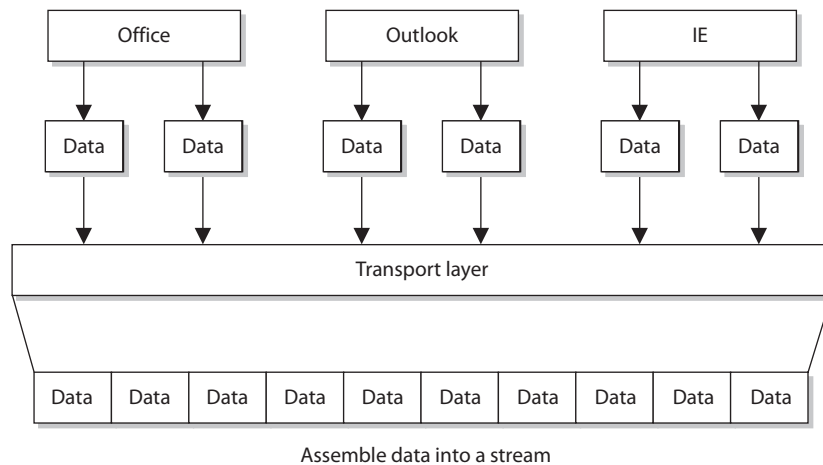 Office Outlook IE
Data Data Data Data Data Data
Transport layer
Data Data Data Data Data Data Data Data Data Data
Assemble data into a stream